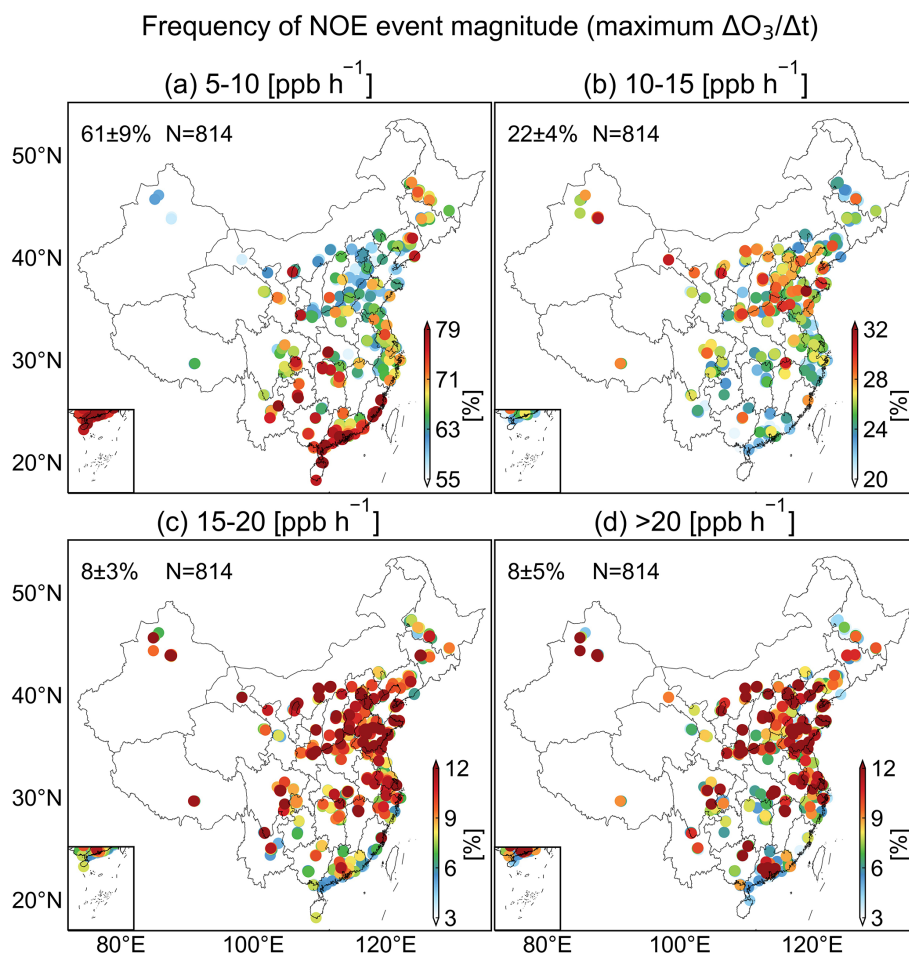 Frequency of NOE event magnitude (maximum ΔO₃/Δt)
(a) 5-10 [ppb h⁻¹]
(b) 10-15 [ppb h⁻¹]
61±9% N=814
22±4% N=814
50°N
40°N
30°N
20°N
79
71
63
55
[%]
32
28
24
20
[%]
(c) 15-20 [ppb h⁻¹]
(d) >20 [ppb h⁻¹]
8±3% N=814
8±5% N=814
50°N
40°N
30°N
20°N
12
9
6
3
[%]
12
9
6
3
[%]
80°E 100°E 120°E
80°E 100°E 120°E